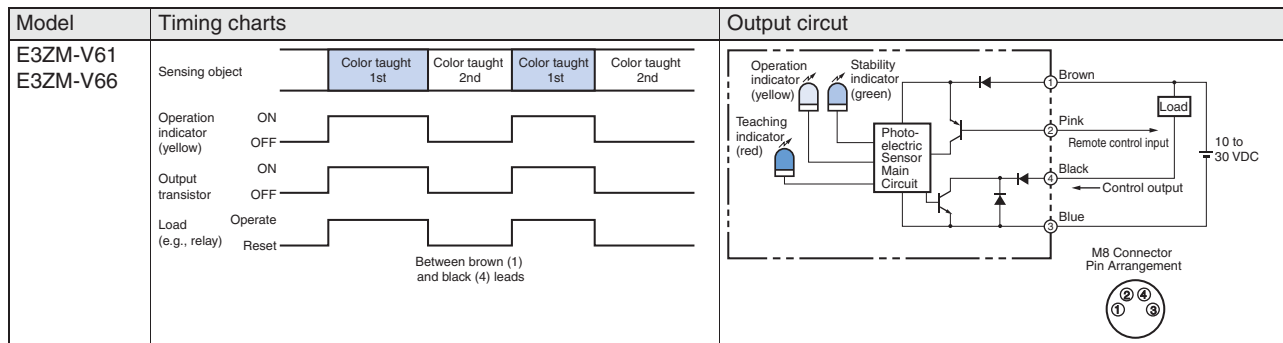 Model
Timing charts
Output circut
E3ZM-V61
E3ZM-V66
Sensing object
Color taught
1st
Color taught
2nd
Color taught
1st
Color taught
2nd
Operation
indicator
(yellow)
ON
OFF
Output
transistor
ON
OFF
Load
(e.g., relay)
Operate
Reset
Between brown (1)
and black (4) leads
Operation
indicator
(yellow)
Stability
indicator
(green)
Teaching
indicator
(red)
Photo-
electric
Sensor
Main
Circuit
1 Brown
Load
2 Pink
Remote control input
10 to
30 VDC
4 Black
Control output
3 Blue
M8 Connector
Pin Arrangement
2 4
1 3